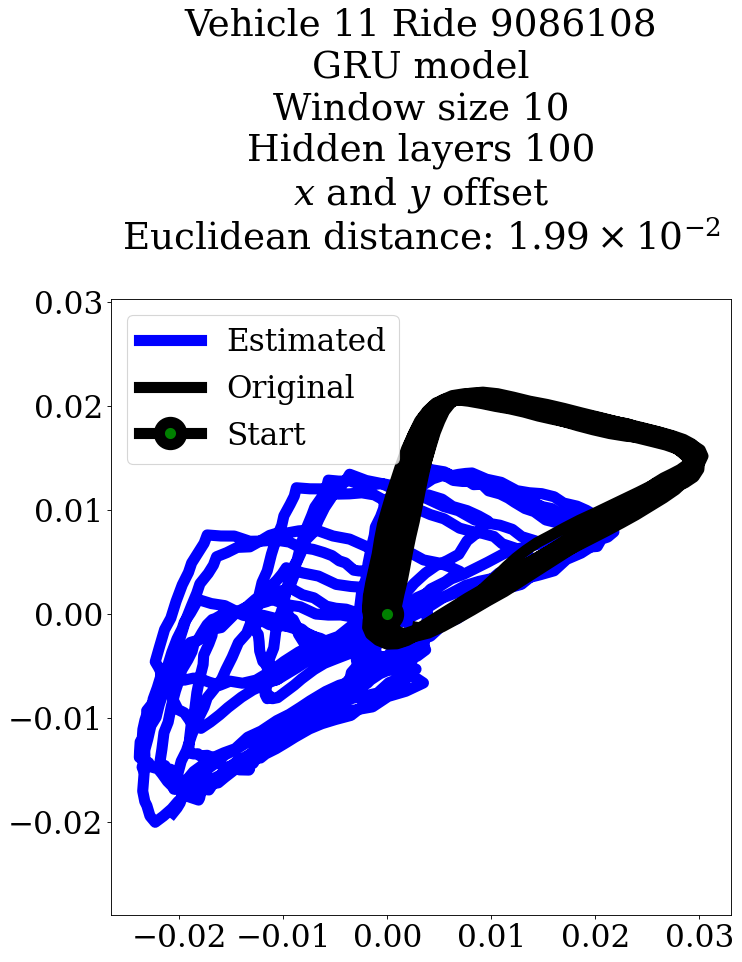 Vehicle 11 Ride 9086108
GRU model
Window size 10
Hidden layers 100
x and y offset
Euclidean distance: 1.99 × 10⁻²
Estimated
Original
Start
0.03
0.02
0.01
0.00
−0.01
−0.02
−0.02 −0.01 0.00 0.01 0.02 0.03